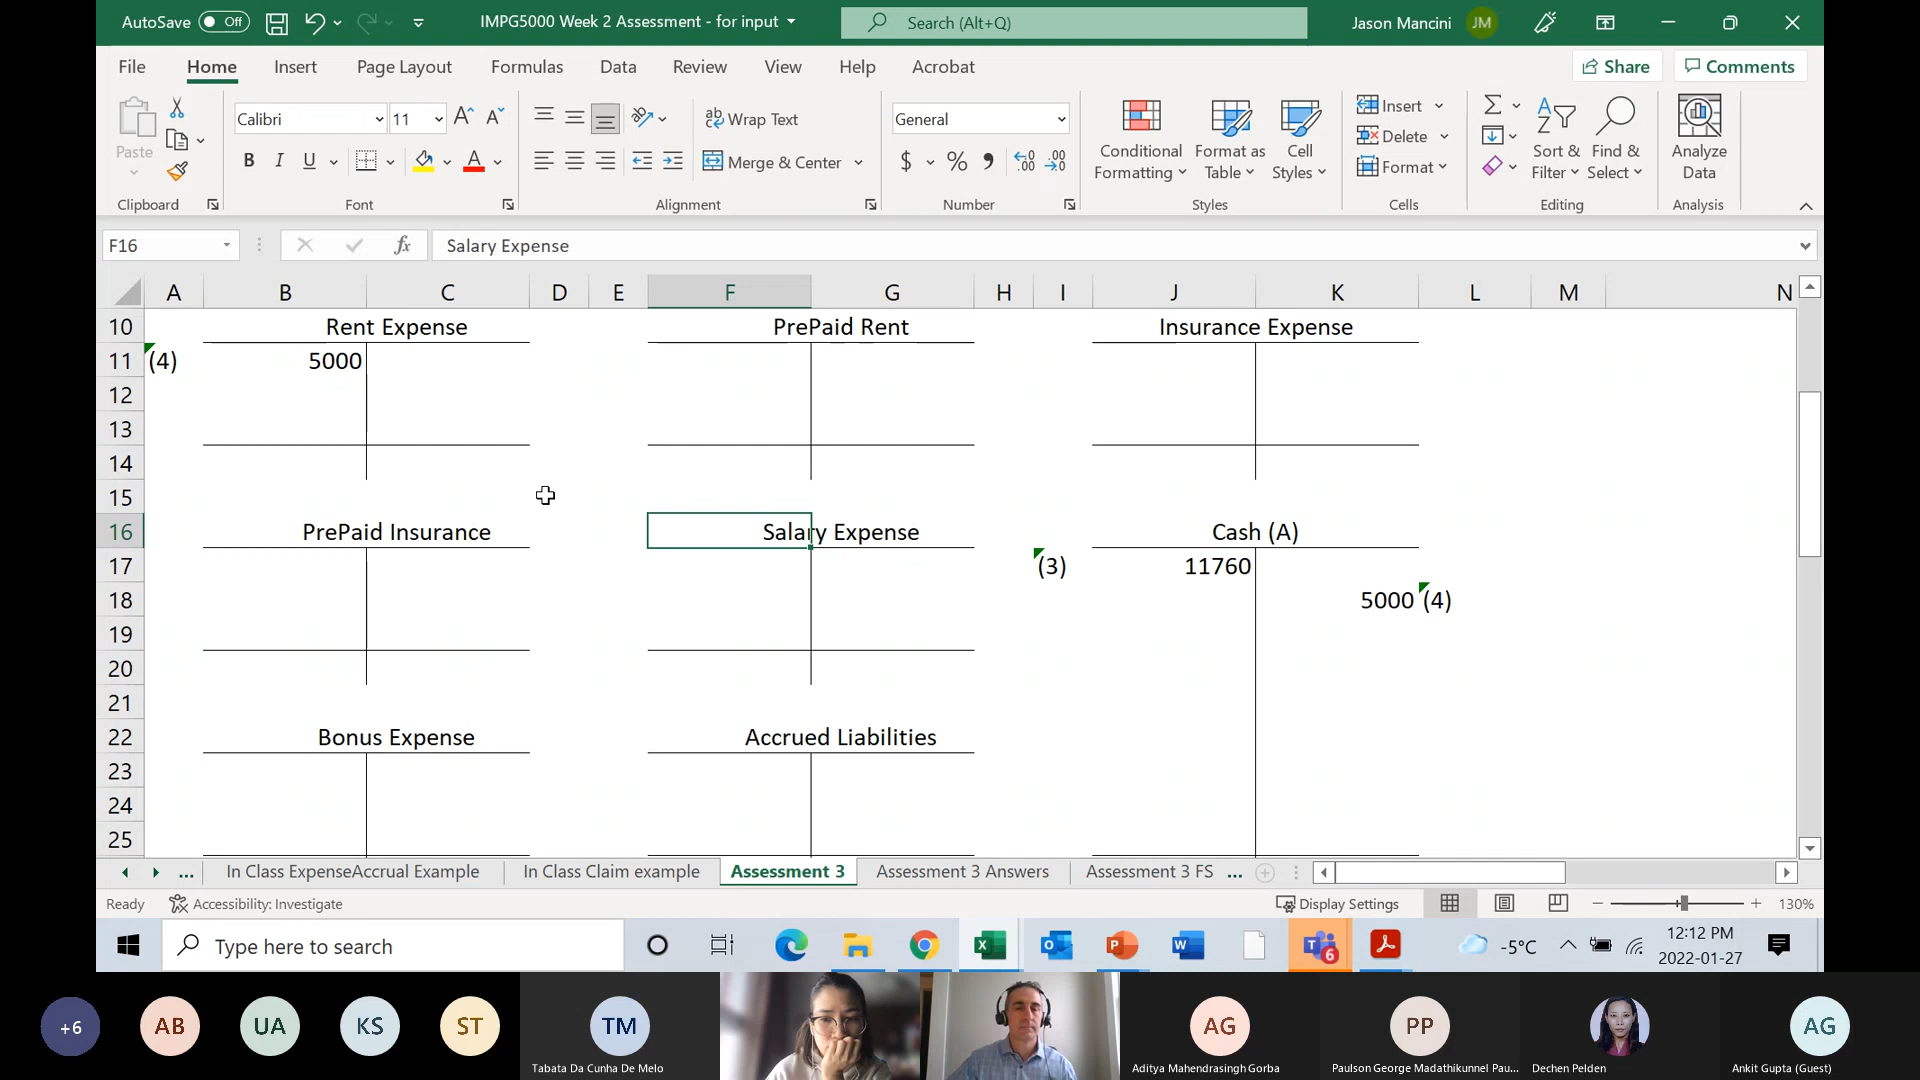 AutoSave Off IMPG5000 Week 2 Assessment - for input Search (Alt+Q) Jason Mancini JM
File Home Insert Page Layout Formulas Data Review View Help Acrobat Share Comments
Paste Calibri 11 Wrap Text General Insert
B I U Merge & Center $ % Conditional Formatting Format as Table Cell Styles Delete Format Sort & Filter Find & Select Analyze Data
Clipboard Font Alignment Number Styles Cells Editing Analysis
F16 fx Salary Expense
A B C D E F G H I J K L M N
10 Rent Expense PrePaid Rent Insurance Expense
11 (4) 5000
12
13
14
15
16 PrePaid Insurance Salary Expense Cash (A)
17 (3) 11760
18 5000 (4)
19
20
21
22 Bonus Expense Accrued Liabilities
23
24
25
... In Class ExpenseAccrual Example In Class Claim example Assessment 3 Assessment 3 Answers Assessment 3 FS ...
Ready Accessibility: Investigate Display Settings 130%
Type here to search 6 -5°C 12:12 PM
2022-01-27
+6 AB UA KS ST TM AG PP AG
Tabata Da Cunha De Melo Aditya Mahendrasingh Gorba Paulson George Madathikunnel Pau... Dechen Pelden Ankit Gupta (Guest)